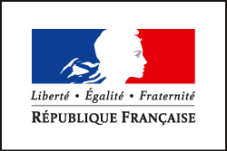 Liberté • Égalité • Fraternité
RÉPUBLIQUE FRANÇAISE